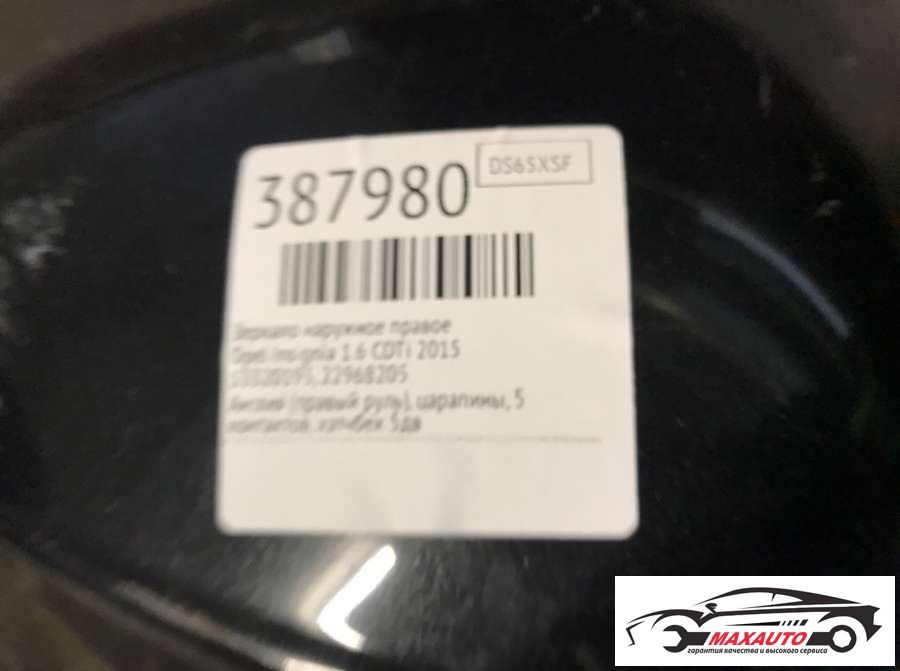 387980
DS65XSF
Зеркало наружное правое
Opel Insignia 1.6 CDTi 2015
22968205
Англия (правый руль), царапины, 5
контактов, хэтчбек 5дв
MAXAUTO
гарантия качества и высокого сервиса